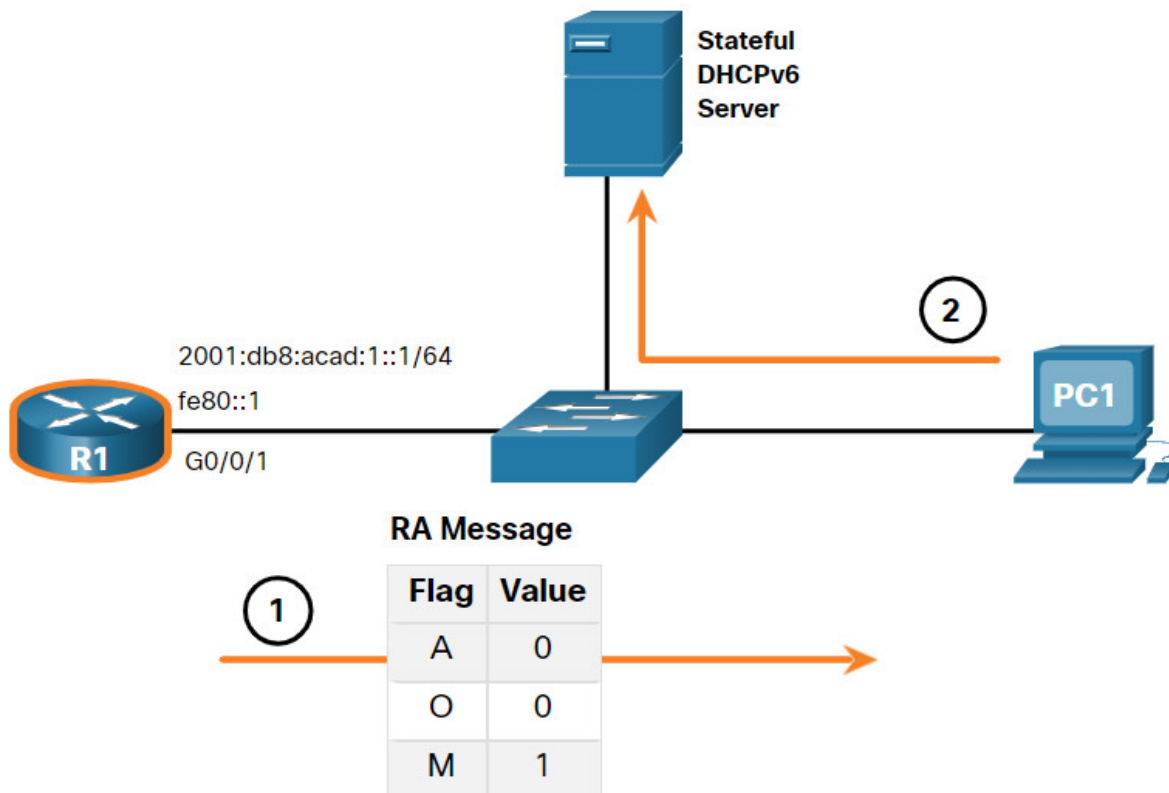 Stateful
DHCPv6
Server
2
2001:db8:acad:1::1/64
fe80::1
R1
G0/0/1
PC1
RA Message
1
Flag Value
A 0
O 0
M 1